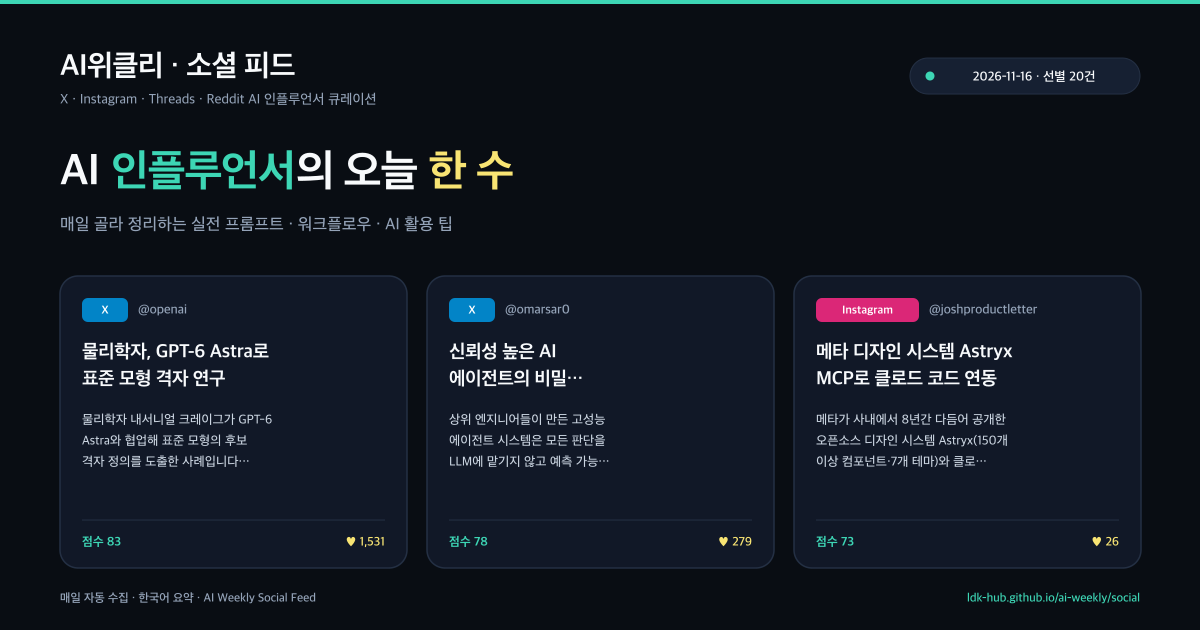 AI위클리 · 소셜 피드
X · Instagram · Threads · Reddit AI 인플루언서 큐레이션
2026-11-16 · 선별 20건
AI 인플루언서의 오늘 한 수
매일 골라 정리하는 실전 프롬프트 · 워크플로우 · AI 활용 팁
X @openai
물리학자, GPT-6 Astra로
표준 모형 격자 연구
물리학자 내서니얼 크레이그가 GPT-6
Astra와 협업해 표준 모형의 후보
격자 정의를 도출한 사례입니다…
점수 83 ♥ 1,531
X @omarsar0
신뢰성 높은 AI
에이전트의 비밀…
상위 엔지니어들이 만든 고성능
에이전트 시스템은 모든 판단을
LLM에 맡기지 않고 예측 가능…
점수 78 ♥ 279
Instagram @joshproductletter
메타 디자인 시스템 Astryx
MCP로 클로드 코드 연동
메타가 사내에서 8년간 다듬어 공개한
오픈소스 디자인 시스템 Astryx(150개
이상 컴포넌트·7개 테마)와 클로…
점수 73 ♥ 26
매일 자동 수집 · 한국어 요약 · AI Weekly Social Feed
ldk-hub.github.io/ai-weekly/social